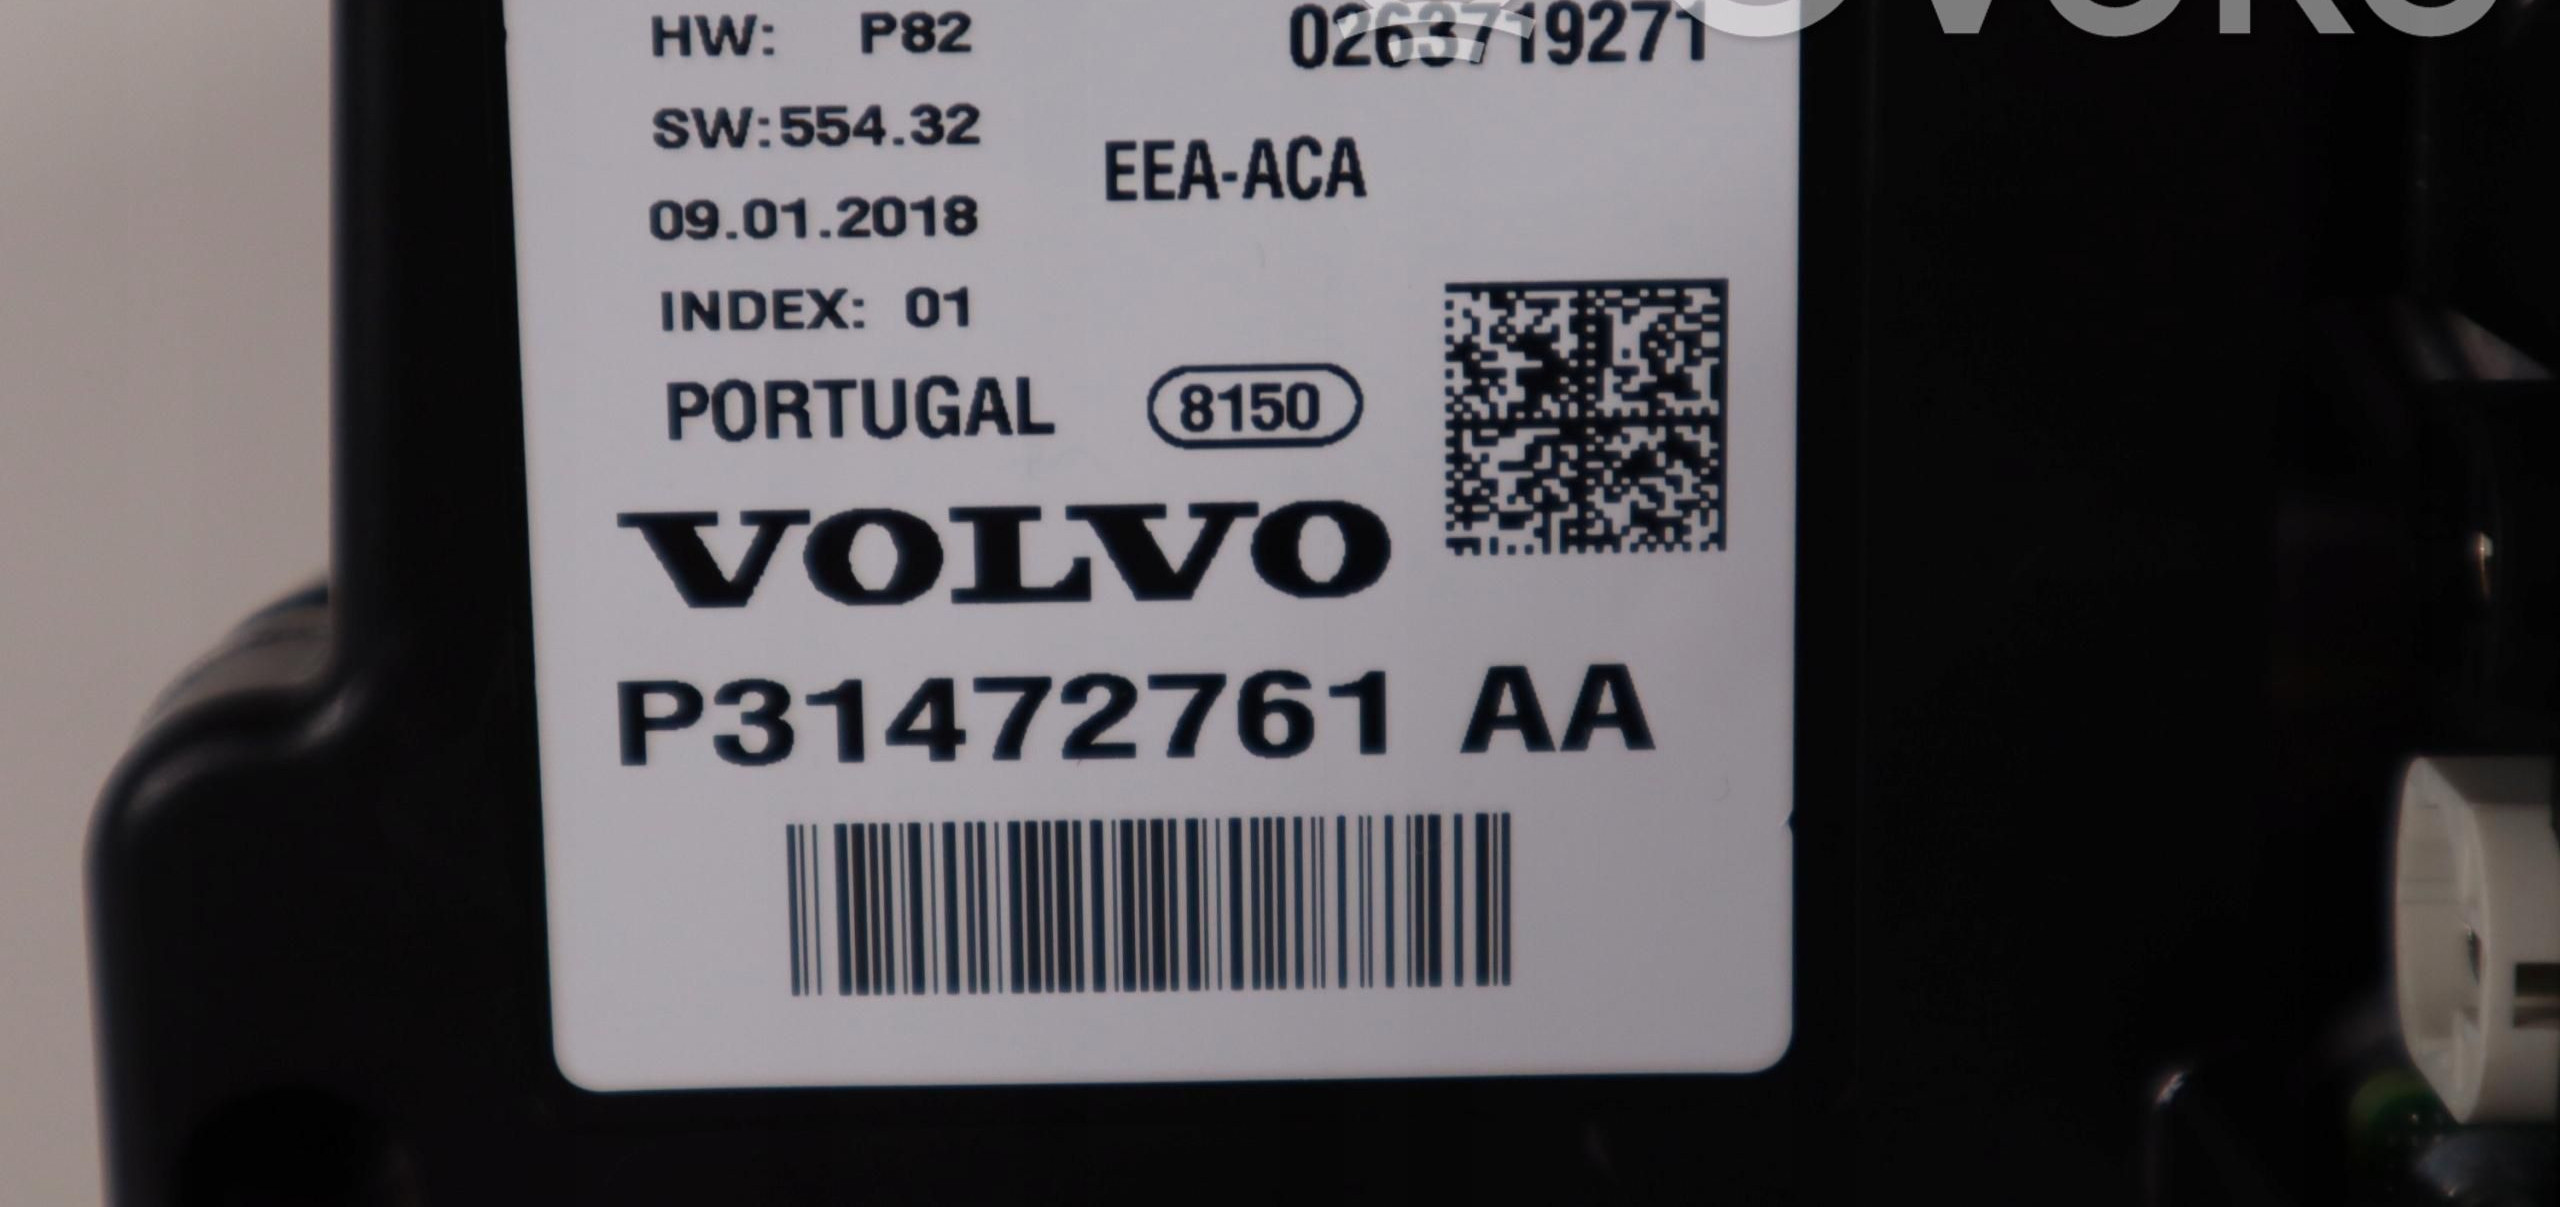 HW: P82 0263719271
SW:554.32
EEA-ACA
09.01.2018
INDEX: 01
PORTUGAL 8150
VOLVO
P31472761 AA